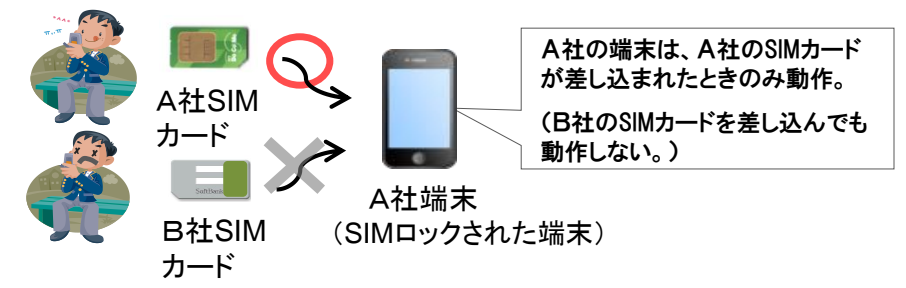 A社SIM
カード
B社SIM
カード
A社端末
（SIMロックされた端末）
A社の端末は、A社のSIMカード
が差し込まれたときのみ動作。
（B社のSIMカードを差し込んでも
動作しない。）
DoCoMo
SoftBank